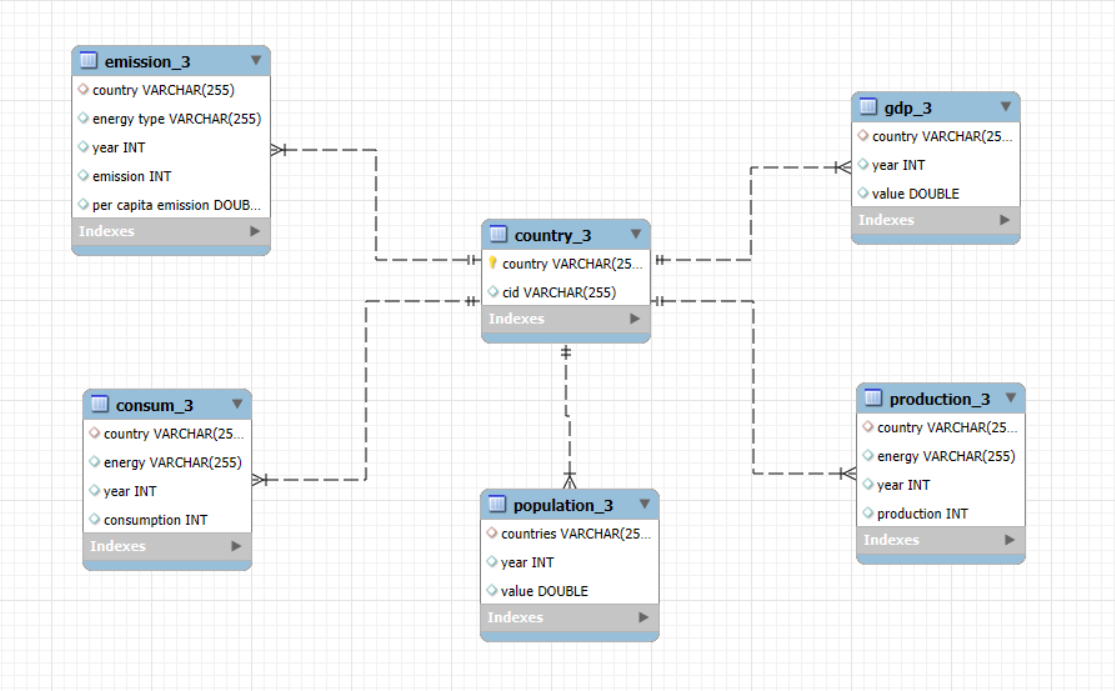 emission_3
country VARCHAR(255)
energy type VARCHAR(255)
year INT
emission INT
per capita emission DOUB...
Indexes
gdp_3
country VARCHAR(25...
year INT
value DOUBLE
Indexes
country_3
country VARCHAR(25...
cid VARCHAR(255)
Indexes
consum_3
country VARCHAR(25...
energy VARCHAR(255)
year INT
consumption INT
Indexes
population_3
countries VARCHAR(25...
year INT
value DOUBLE
Indexes
production_3
country VARCHAR(25...
energy VARCHAR(255)
year INT
production INT
Indexes